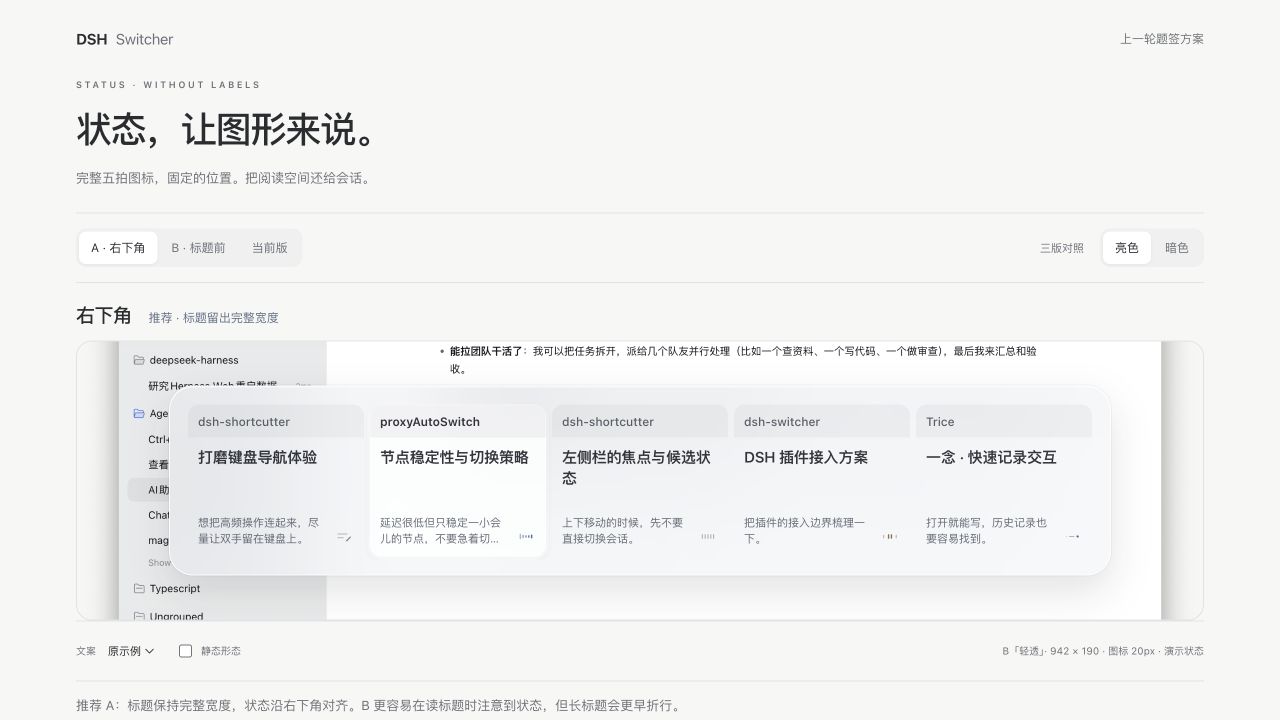 DSH Switcher
上一轮题签方案
STATUS · WITHOUT LABELS
状态，让图形来说。
完整五拍图标，固定的位置。把阅读空间还给会话。
A · 右下角
B · 标题前
当前版
三版对照
亮色
暗色
右下角
推荐 · 标题留出完整宽度
deepseek-harness
• 能拉团队干活了：我可以把任务拆开，派给几个队友并行处理（比如一个查资料、一个写代码、一个做审查），最后我来汇总和验
收。
Age
Ctrl+
查看
AI 助
Chat
mag
Show
Typescript
Ungrouped
dsh-shortcutter
打磨键盘导航体验
想把高频操作连起来，尽
量让双手留在键盘上。
proxyAutoSwitch
节点稳定性与切换策略
延迟很低但只稳定一小会
儿的节点，不要急着切...
dsh-shortcutter
左侧栏的焦点与候选状
态
上下移动的时候，先不要
直接切换会话。
dsh-switcher
DSH 插件接入方案
把插件的接入边界梳理一
下。
Trice
一念 · 快速记录交互
打开就能写，历史记录也
要容易找到。
文案
原示例
静态形态
B「轻透」· 942 × 190 · 图标 20px · 演示状态
推荐 A：标题保持完整宽度，状态沿右下角对齐。B 更容易在读标题时注意到状态，但长标题会更早折行。